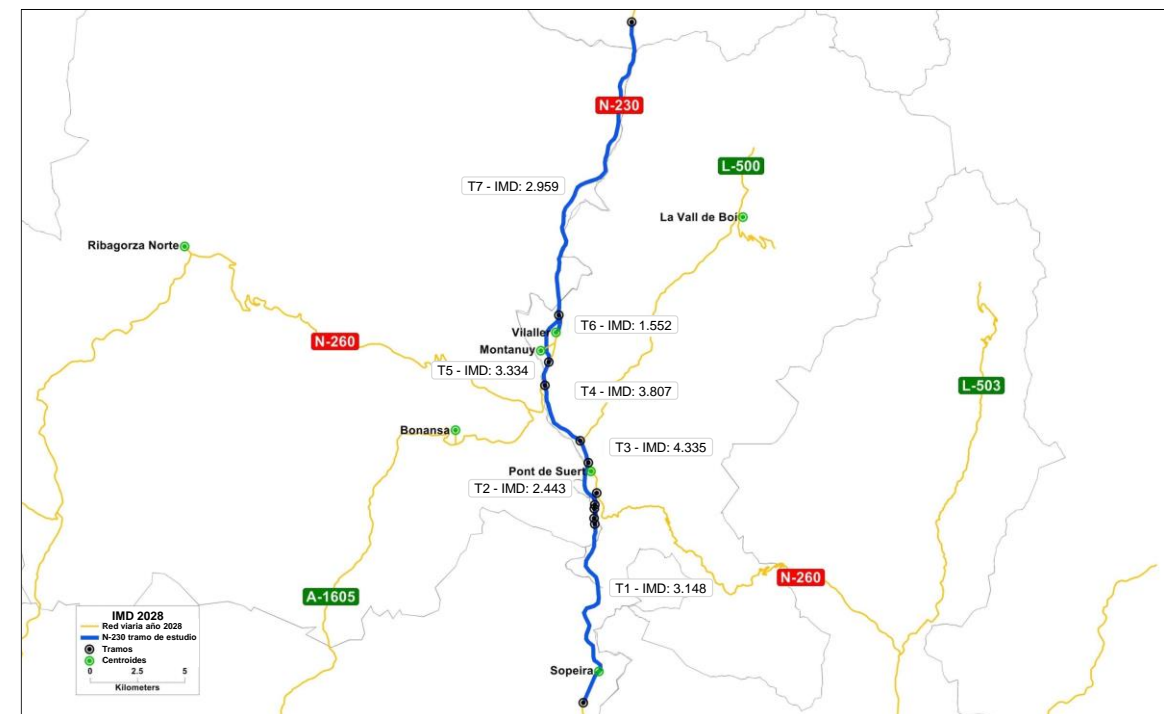 N-230
L-500
T7 - IMD: 2.959
La Vall de Boi
Ribagorza Norte
T6 - IMD: 1.552
Vilaller
N-260
Montanuy
T5 - IMD: 3.334
T4 - IMD: 3.807
L-503
Bonansa
T3 - IMD: 4.335
Pont de Suert
T2 - IMD: 2.443
N-260
T1 - IMD: 3.148
A-1605
IMD 2028
Red viaria año 2028
N-230 tramo de estudio
Tramos
Centroides
0 2.5 5
Kilometers
Sopeira